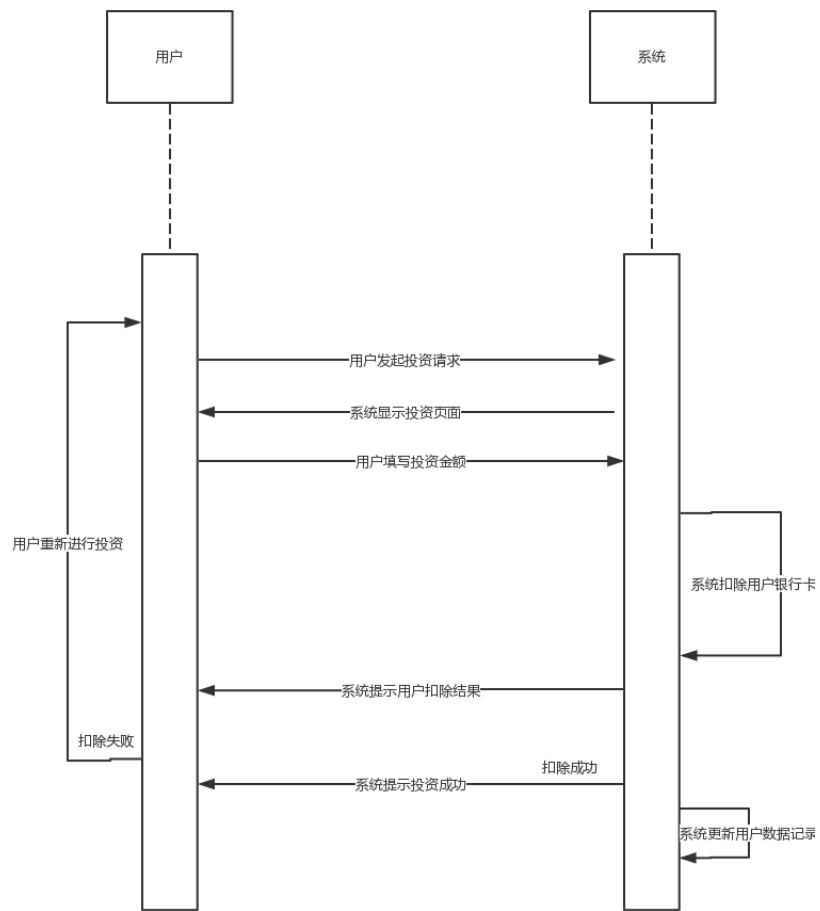 用户
系统
用户发起投资请求
系统显示投资页面
用户填写投资金额
用户重新进行投资
系统扣除用户银行卡
系统提示用户扣除结果
扣除失败
扣除成功
系统提示投资成功
系统更新用户数据记录